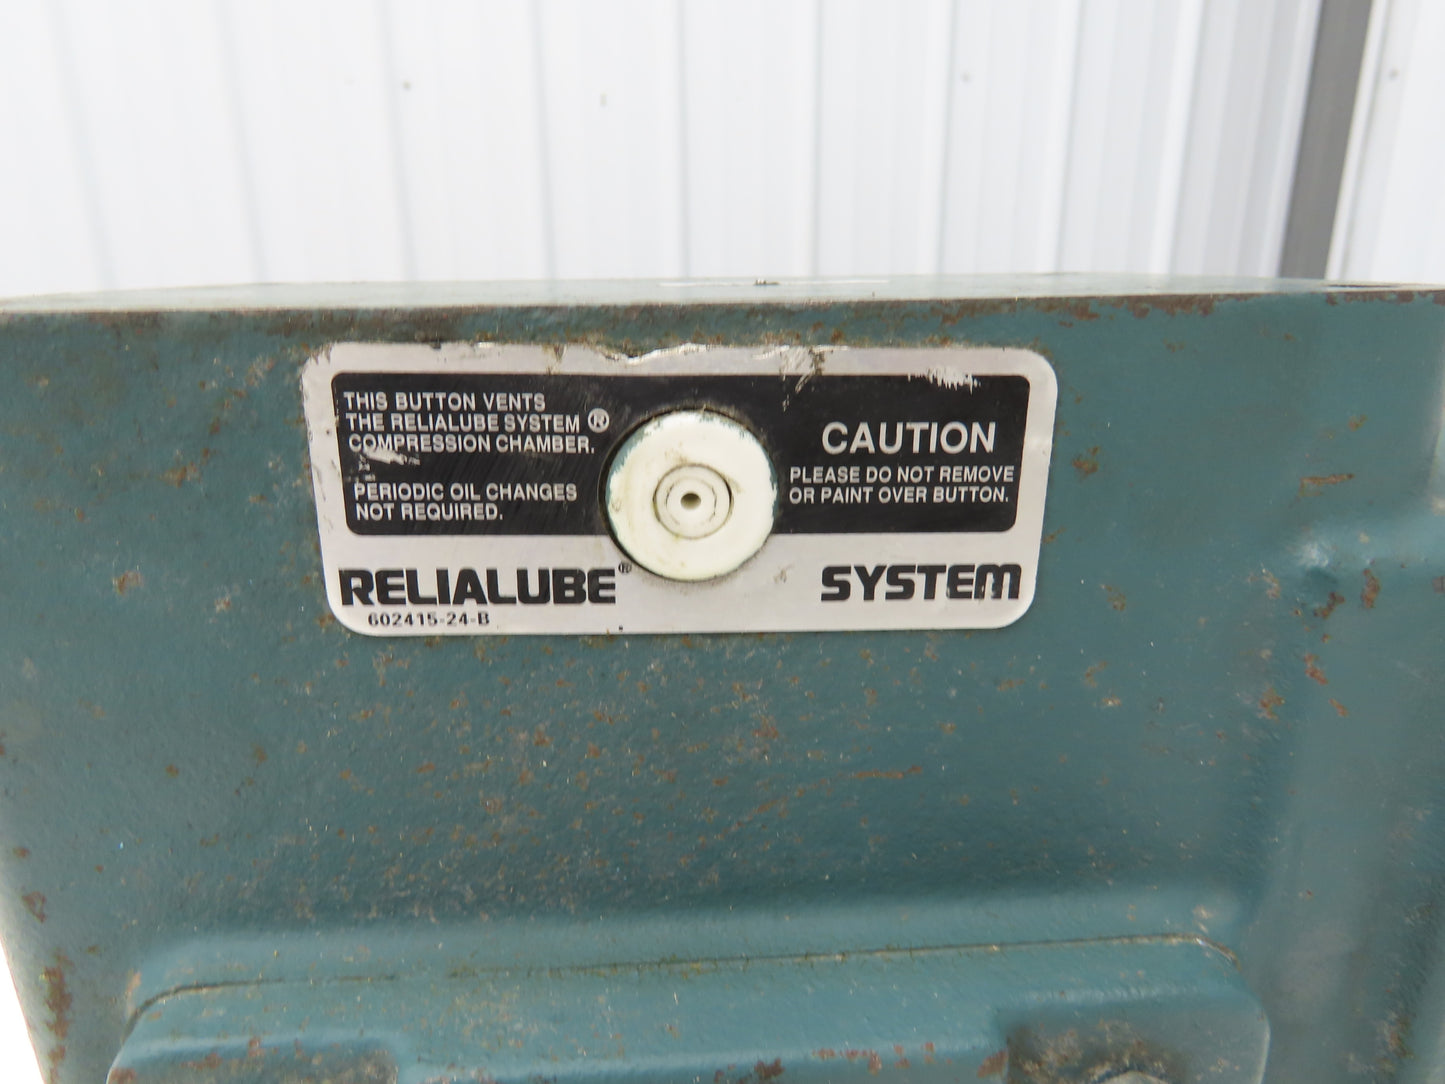 THIS BUTTON VENTS
THE RELIALUBE SYSTEM ®
COMPRESSION CHAMBER.
PERIODIC OIL CHANGES
NOT REQUIRED.
CAUTION
PLEASE DO NOT REMOVE
OR PAINT OVER BUTTON.
RELIALUBE® SYSTEM
602415-24-B